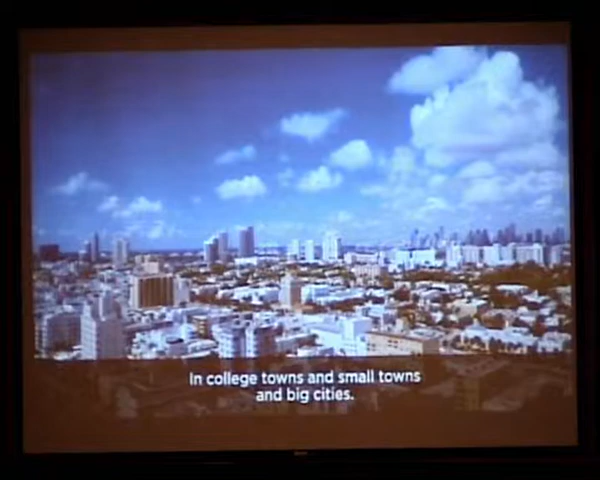 In college towns and small towns
and big cities.